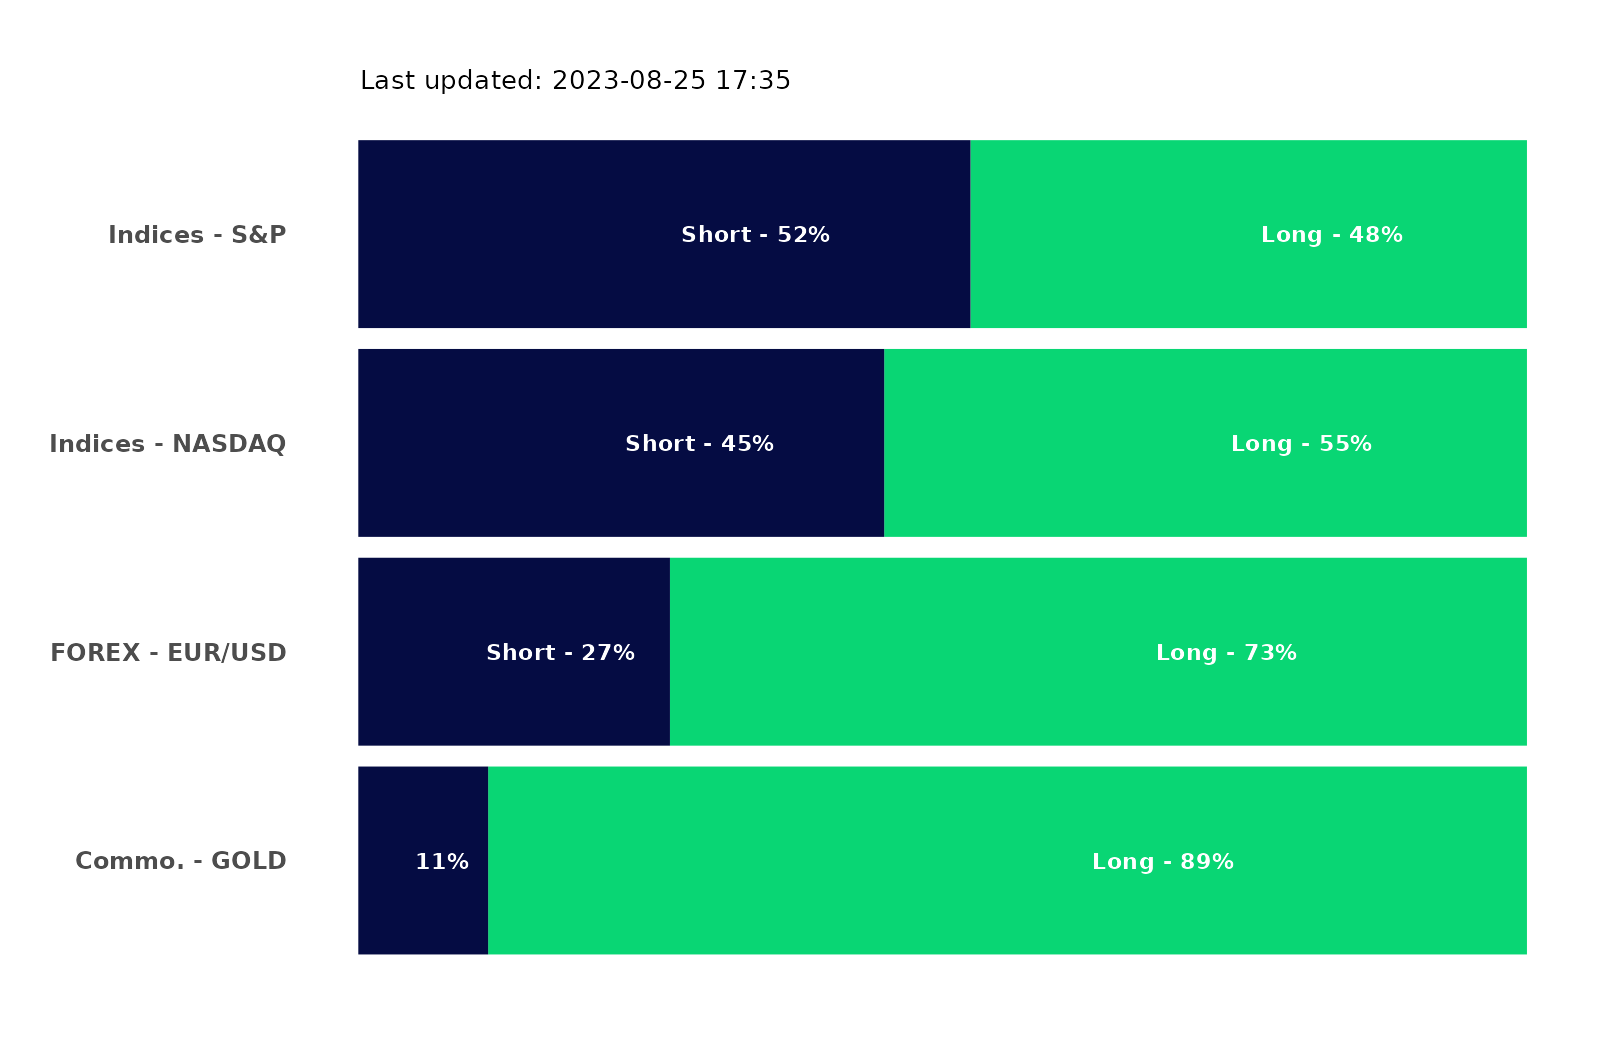 Last updated: 2023-08-25 17:35
Indices - S&P
Short - 52%
Long - 48%
Indices - NASDAQ
Short - 45%
Long - 55%
FOREX - EUR/USD
Short - 27%
Long - 73%
Commo. - GOLD
11%
Long - 89%